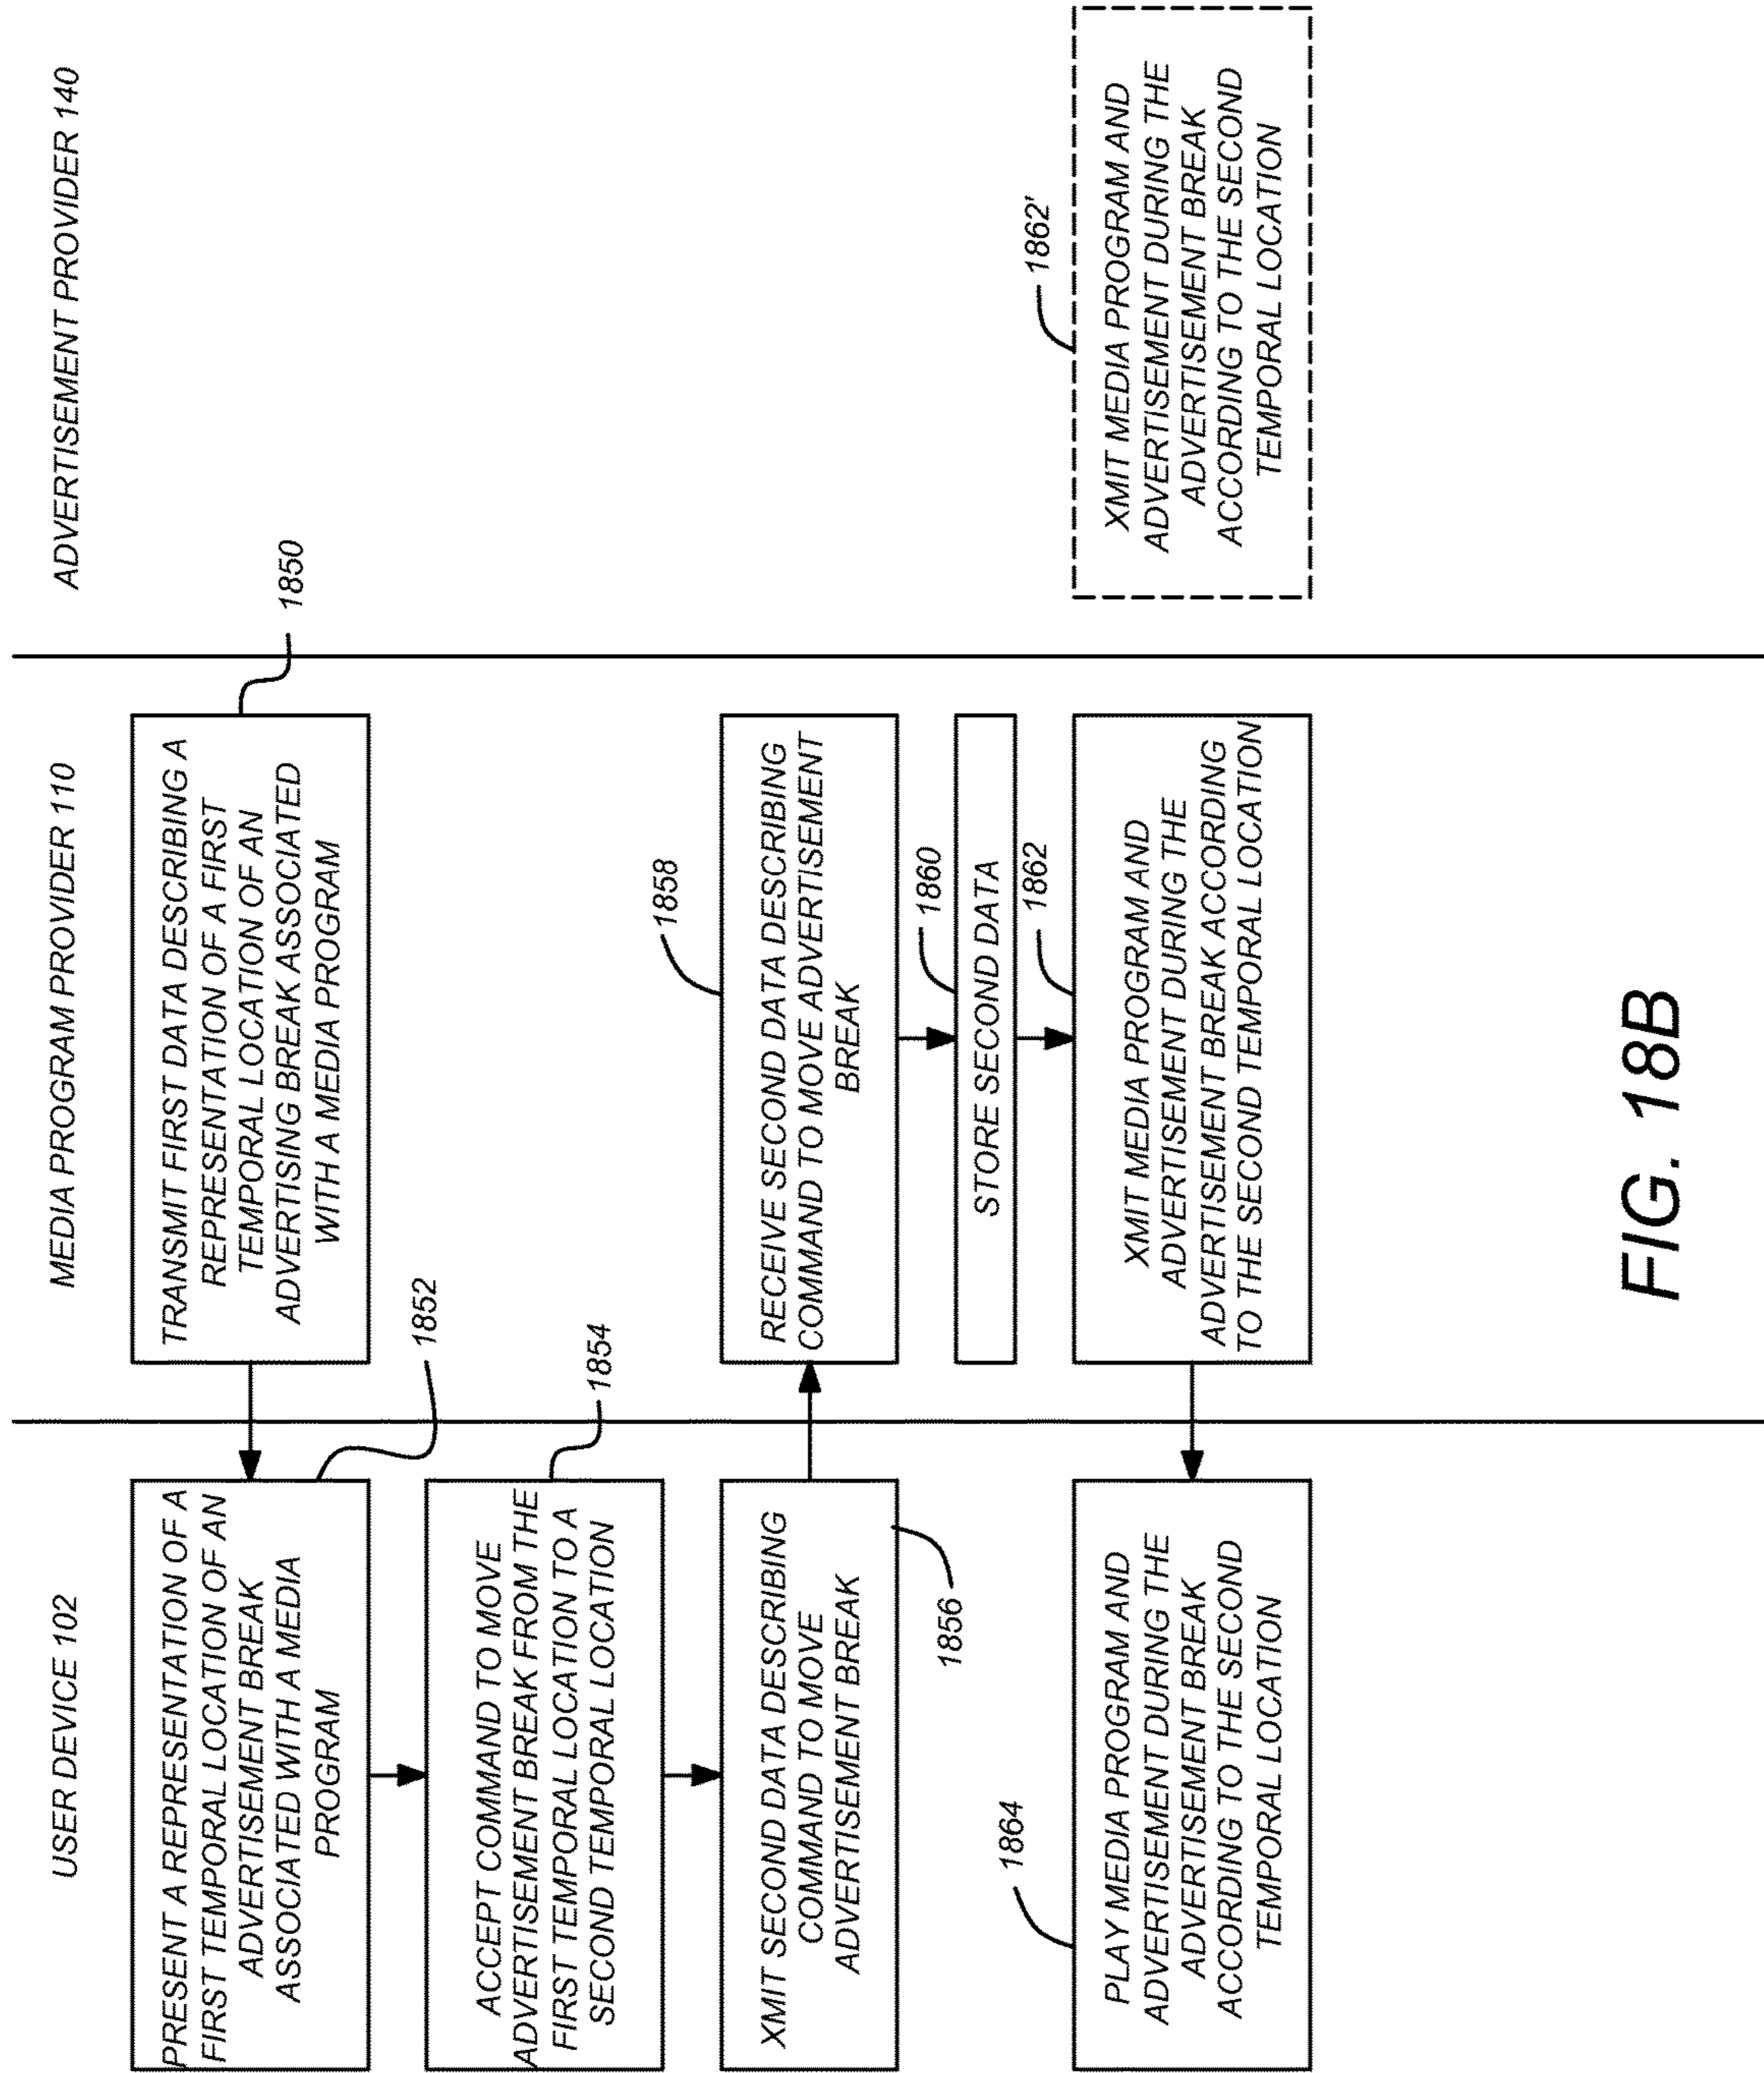 USER DEVICE 102
MEDIA PROGRAM PROVIDER 110
ADVERTISEMENT PROVIDER 140
PRESENT A REPRESENTATION OF A
FIRST TEMPORAL LOCATION OF AN
ADVERTISEMENT BREAK
ASSOCIATED WITH A MEDIA
PROGRAM
1852
TRANSMIT FIRST DATA DESCRIBING A
REPRESENTATION OF A FIRST
TEMPORAL LOCATION OF AN
ADVERTISING BREAK ASSOCIATED
WITH A MEDIA PROGRAM
1850
ACCEPT COMMAND TO MOVE
ADVERTISEMENT BREAK FROM THE
FIRST TEMPORAL LOCATION TO A
SECOND TEMPORAL LOCATION
1854
XMIT SECOND DATA DESCRIBING
COMMAND TO MOVE
ADVERTISEMENT BREAK
1856
1858
RECEIVE SECOND DATA DESCRIBING
COMMAND TO MOVE ADVERTISEMENT
BREAK
1860
STORE SECOND DATA
1862
XMIT MEDIA PROGRAM AND
ADVERTISEMENT DURING THE
ADVERTISEMENT BREAK ACCORDING
TO THE SECOND TEMPORAL LOCATION
1862'
XMIT MEDIA PROGRAM AND
ADVERTISEMENT DURING THE
ADVERTISEMENT BREAK
ACCORDING TO THE SECOND
TEMPORAL LOCATION
1864
PLAY MEDIA PROGRAM AND
ADVERTISEMENT DURING THE
ADVERTISEMENT BREAK
ACCORDING TO THE SECOND
TEMPORAL LOCATION
FIG. 18B